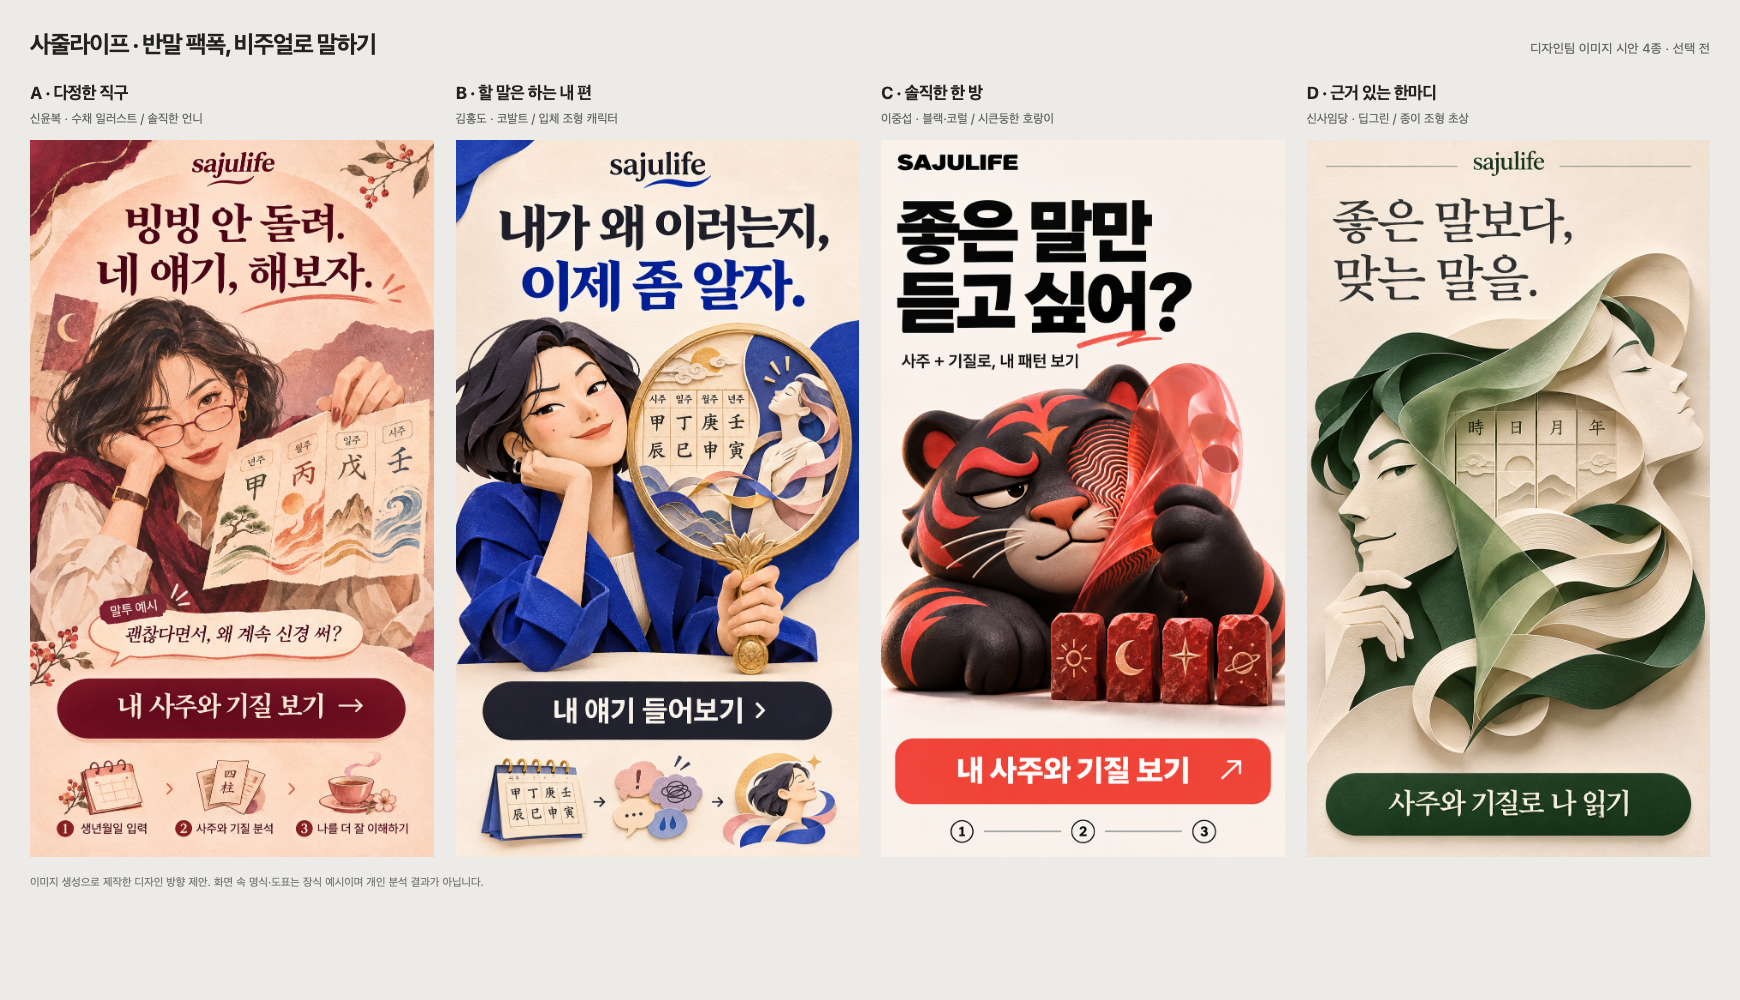 사줄라이프 · 반말 팩폭, 비주얼로 말하기
디자인팀 이미지 시안 4종 · 선택 전
A · 다정한 직구
신윤복 · 수채 일러스트 / 솔직한 언니
sajulife
빙빙 안 돌려.
네 얘기, 해보자.
년주 월주 일주 시주
甲 丙 戊 壬
말투 예시
괜찮다면서, 왜 계속 신경 써?
내 사주와 기질 보기 →
四柱
1 생년월일 입력
2 사주와 기질 분석
3 나를 더 잘 이해하기
B · 할 말은 하는 내 편
김홍도 · 코발트 / 입체 조형 캐릭터
sajulife
내가 왜 이러는지,
이제 좀 알자.
시주 일주 월주 년주
甲 丁 庚 壬
辰 巳 申 寅
내 얘기 들어보기 >
甲 丁 庚 壬
辰 巳 申 寅
C · 솔직한 한 방
이중섭 · 블랙·코럴 / 시큰둥한 호랑이
SAJULIFE
좋은 말만
듣고 싶어?
사주 + 기질로, 내 패턴 보기
내 사주와 기질 보기 ↗
1 2 3
D · 근거 있는 한마디
신사임당 · 딥그린 / 종이 조형 초상
sajulife
좋은 말보다,
맞는 말을.
時 日 月 年
사주와 기질로 나 읽기
이미지 생성으로 제작한 디자인 방향 제안. 화면 속 명식·도표는 장식 예시이며 개인 분석 결과가 아닙니다.